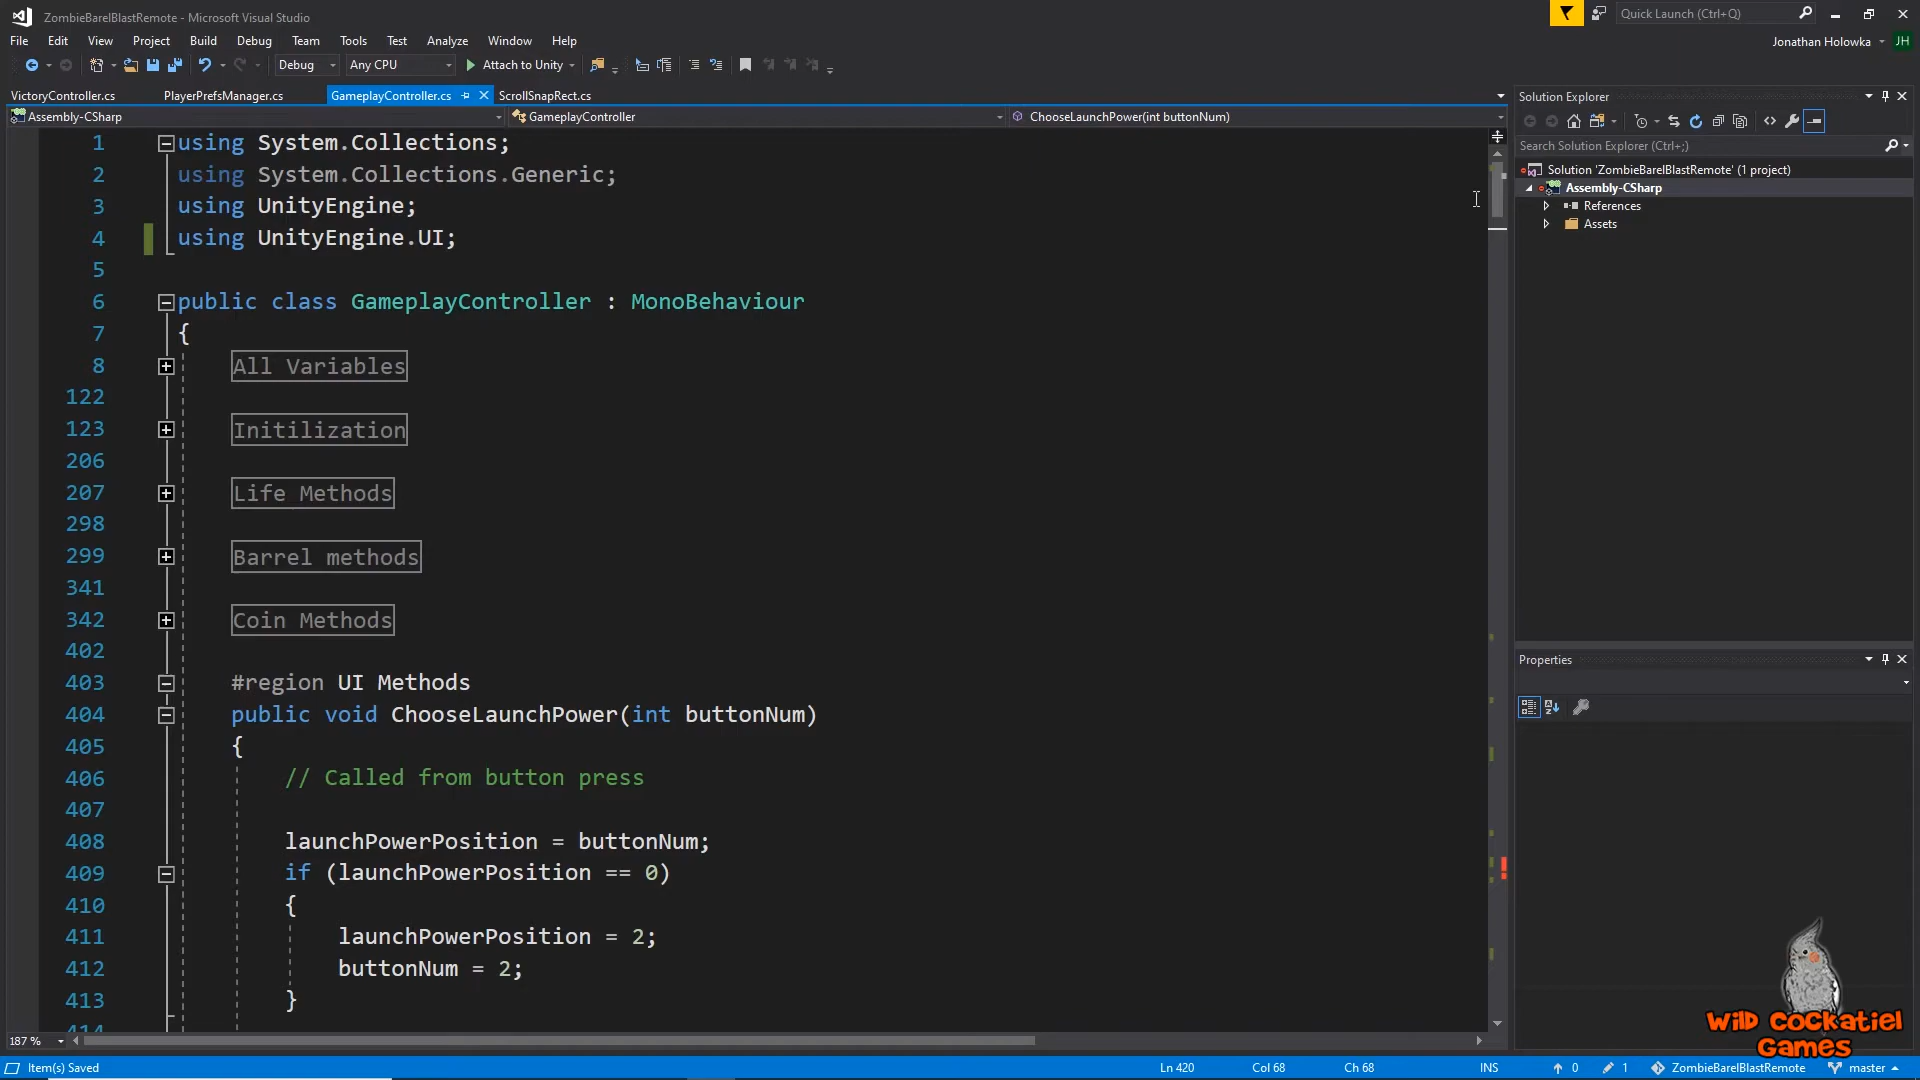 ZombieBarelBlastRemote - Microsoft Visual Studio
Quick Launch (Ctrl+Q)
File Edit View Project Build Debug Team Tools Test Analyze Window Help
Jonathan Holowka JH
Debug Any CPU Attach to Unity
VictoryController.cs PlayerPrefsManager.cs GameplayController.cs ScrollSnapRect.cs
Solution Explorer
Assembly-CSharp GameplayController ChooseLaunchPower(int buttonNum)
Search Solution Explorer (Ctrl+;)
Solution 'ZombieBarelBlastRemote' (1 project)
Assembly-CSharp
References
Assets
1 using System.Collections;
2 using System.Collections.Generic;
3 using UnityEngine;
4 using UnityEngine.UI;
5
6 public class GameplayController : MonoBehaviour
7 {
8 All Variables
122
123 Initilization
206
207 Life Methods
298
299 Barrel methods
341
342 Coin Methods
402
403 #region UI Methods
404 public void ChooseLaunchPower(int buttonNum)
405 {
406 // Called from button press
407
408 launchPowerPosition = buttonNum;
409 if (launchPowerPosition == 0)
410 {
411 launchPowerPosition = 2;
412 buttonNum = 2;
413 }
414
Properties
Wild Cockatiel
Games
187 %
Item(s) Saved Ln 420 Col 68 Ch 68 INS 0 1 ZombieBarelBlastRemote master